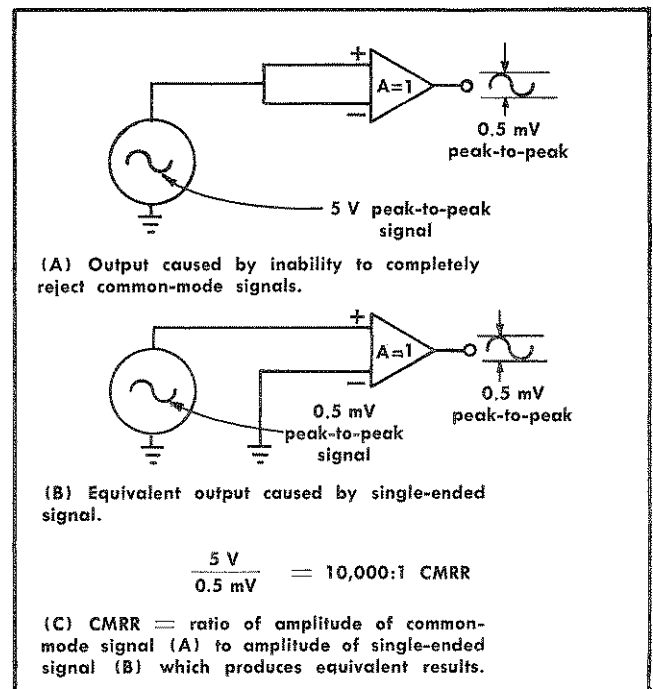 +
A=1
−
0.5 mV
peak-to-peak
5 V peak-to-peak
signal
(A) Output caused by inability to completely
reject common-mode signals.
+
A=1
−
0.5 mV
peak-to-peak
0.5 mV
peak-to-peak
signal
(B) Equivalent output caused by single-ended
signal.
5 V
0.5 mV
= 10,000:1 CMRR
(C) CMRR = ratio of amplitude of common-
mode signal (A) to amplitude of single-ended
signal (B) which produces equivalent results.